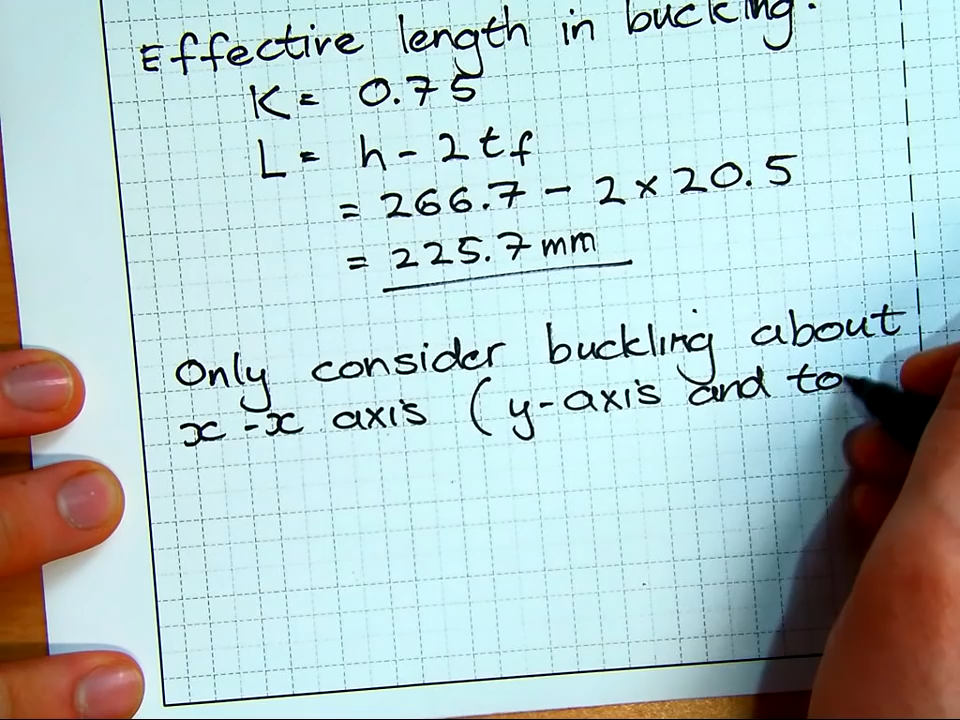 Effective length in buckling:
K = 0.75
L = h - 2tf
= 266.7 - 2 × 20.5
= 225.7 mm
Only consider buckling about
x-x axis (y-axis and to